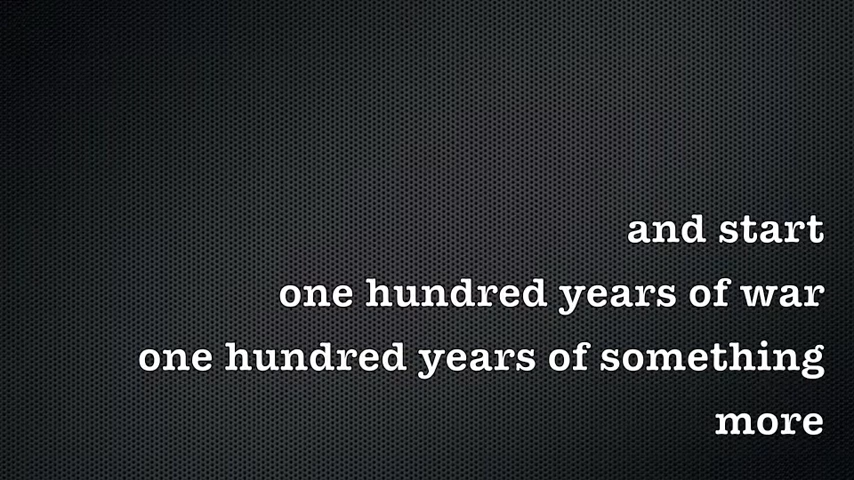 and start
one hundred years of war
one hundred years of something
more